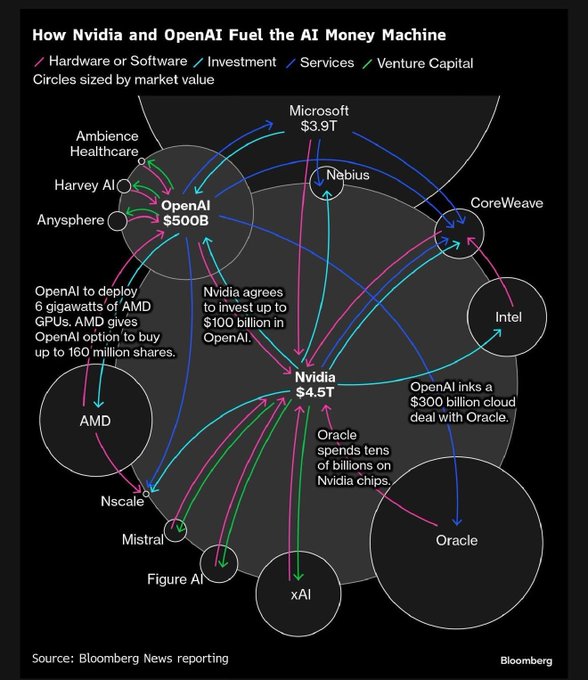 How Nvidia and OpenAI Fuel the AI Money Machine
Hardware or Software Investment Services Venture Capital
Circles sized by market value
Microsoft
$3.9T
Ambience
Healthcare
Nebius
Harvey AI
OpenAI
$500B
CoreWeave
Anysphere
OpenAI to deploy
6 gigawatts of AMD
GPUs. AMD gives
OpenAI option to buy
up to 160 million shares.
Nvidia agrees
to invest up to
$100 billion in
OpenAI.
Intel
Nvidia
$4.5T
OpenAI inks a
$300 billion cloud
deal with Oracle.
AMD
Oracle
spends tens
of billions on
Nvidia chips.
Nscale
Mistral
Oracle
Figure AI
xAI
Source: Bloomberg News reporting
Bloomberg